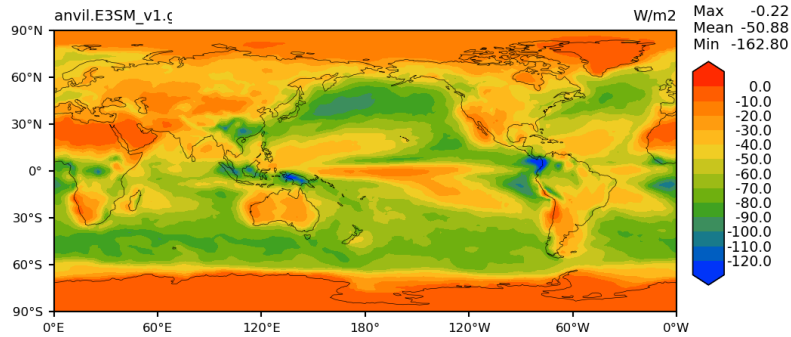 anvil.E3SM_v1.g
W/m2
Max -0.22
Mean -50.88
Min -162.80
90°N
60°N
30°N
0°
30°S
60°S
90°S
0°E
60°E
120°E
180°
120°W
60°W
0°W
0.0
-10.0
-20.0
-30.0
-40.0
-50.0
-60.0
-70.0
-80.0
-90.0
-100.0
-110.0
-120.0